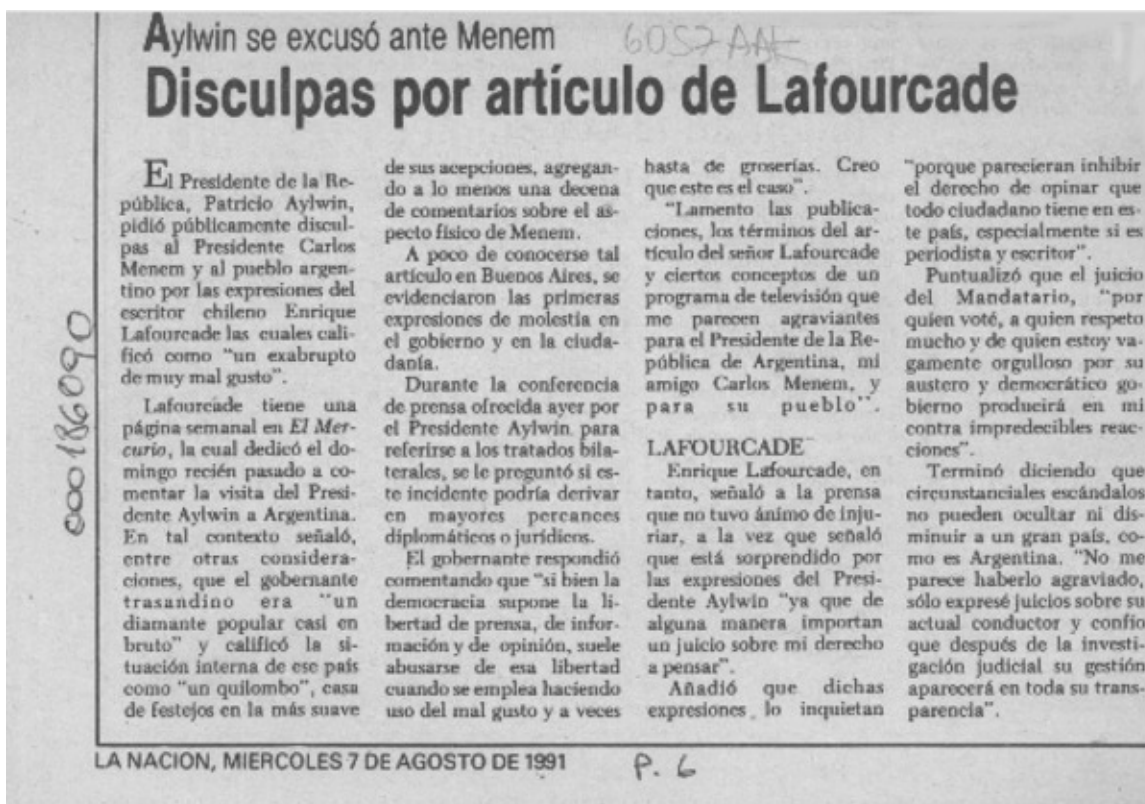 Aylwin se excusó ante Menem
Disculpas por artículo de Lafourcade
El Presidente de la Re-
pública, Patricio Aylwin,
pidió públicamente discul-
pas al Presidente Carlos
Menem y al pueblo argen-
tino por las expresiones del
escritor chileno Enrique
Lafourcade las cuales cali-
ficó como "un exabrupto
de muy mal gusto".
Lafourcade tiene una
página semanal en El Mer-
curio, la cual dedicó el do-
mingo recién pasado a co-
mentar la visita del Presi-
dente Aylwin a Argentina.
En tal contexto señaló,
entre otras considera-
ciones, que el gobernante
trasandino era "un
diamante popular casi en
bruto" y calificó la si-
tuación interna de ese país
como "un quilombo", casa
de festejos en la más suave
de sus acepciones, agregan-
do a lo menos una decena
de comentarios sobre el as-
pecto físico de Menem.
A poco de conocerse tal
artículo en Buenos Aires, se
evidenciaron las primeras
expresiones de molestia en
el gobierno y en la ciuda-
danía.
Durante la conferencia
de prensa ofrecida ayer por
el Presidente Aylwin para
referirse a los tratados bila-
terales, se le preguntó si es-
te incidente podría derivar
en mayores percances
diplomáticos o jurídicos.
El gobernante respondió
comentando que "si bien la
democracia supone la li-
bertad de prensa, de infor-
mación y de opinión, suele
abusarse de esa libertad
cuando se emplea haciendo
uso del mal gusto y a veces
hasta de groserías. Creo
que este es el caso".
"Lamento las publica-
ciones, los términos del ar-
tículo del señor Lafourcade
y ciertos conceptos de un
programa de televisión que
me parecen agraviantes
para el Presidente de la Re-
pública de Argentina, mi
amigo Carlos Menem, y
para su pueblo".
LAFOURCADE
Enrique Lafourcade, en
tanto, señaló a la prensa
que no tuvo ánimo de inju-
riar, a la vez que señaló
que está sorprendido por
las expresiones del Presi-
dente Aylwin "ya que de
alguna manera importan
un juicio sobre mi derecho
a pensar".
Añadió que dichas
expresiones lo inquietan
"porque parecieran inhibir
el derecho de opinar que
todo ciudadano tiene en es-
te país, especialmente si es
periodista y escritor".
Puntualizó que el juicio
del Mandatario, "por
quien voté, a quien respeto
mucho y de quien estoy va-
gamente orgulloso por su
austero y democrático go-
bierno producirá en mi
contra impredecibles reac-
ciones".
Terminó diciendo que
circunstanciales escándalos
no pueden ocultar ni dis-
minuir a un gran país, co-
mo es Argentina. "No me
parece haberlo agraviado,
sólo expresé juicios sobre su
actual conductor y confío
que después de la investi-
gación judicial su gestión
aparecerá en toda su trans-
parencia".
000186090
LA NACION, MIERCOLES 7 DE AGOSTO DE 1991
P. 6